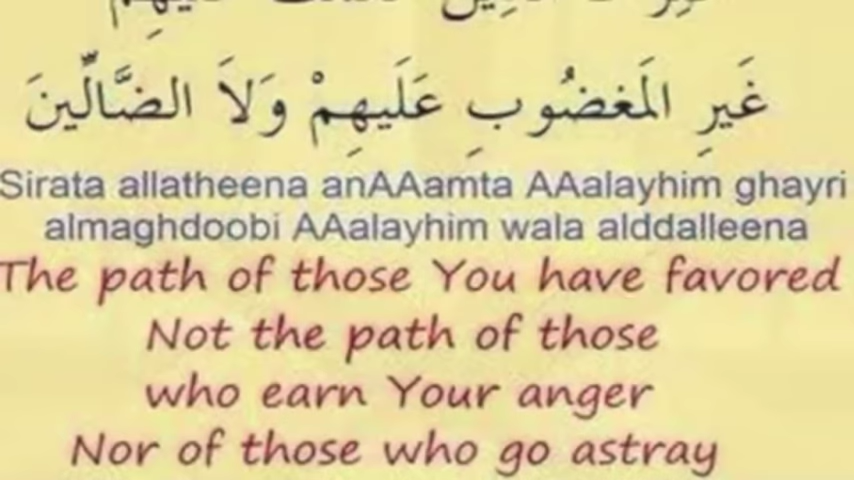 غَيرِ المَغضُوبِ عَلَيهِمْ وَلاَ الضَّالِّينَ
Sirata allatheena anAAamta AAalayhim ghayri
almaghdoobi AAalayhim wala alddalleena
The path of those You have favored
Not the path of those
who earn Your anger
Nor of those who go astray